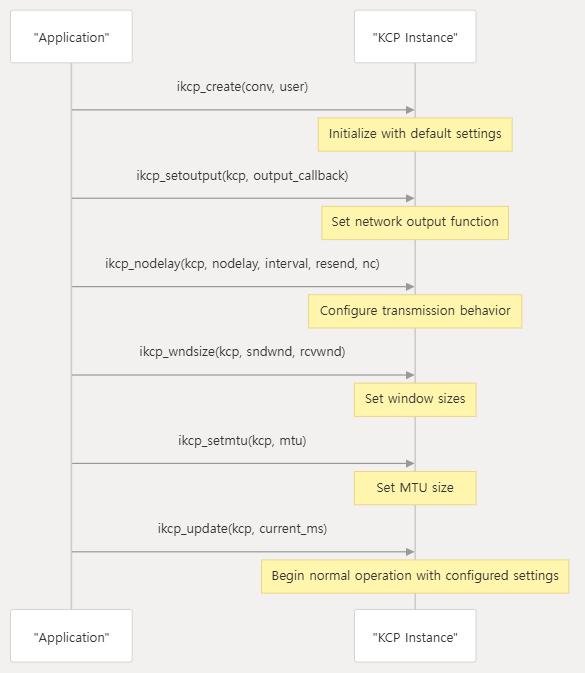 "Application"
"KCP Instance"
ikcp_create(conv, user)
Initialize with default settings
ikcp_setoutput(kcp, output_callback)
Set network output function
ikcp_nodelay(kcp, nodelay, interval, resend, nc)
Configure transmission behavior
ikcp_wndsize(kcp, sndwnd, rcvwnd)
Set window sizes
ikcp_setmtu(kcp, mtu)
Set MTU size
ikcp_update(kcp, current_ms)
Begin normal operation with configured settings
"Application"
"KCP Instance"